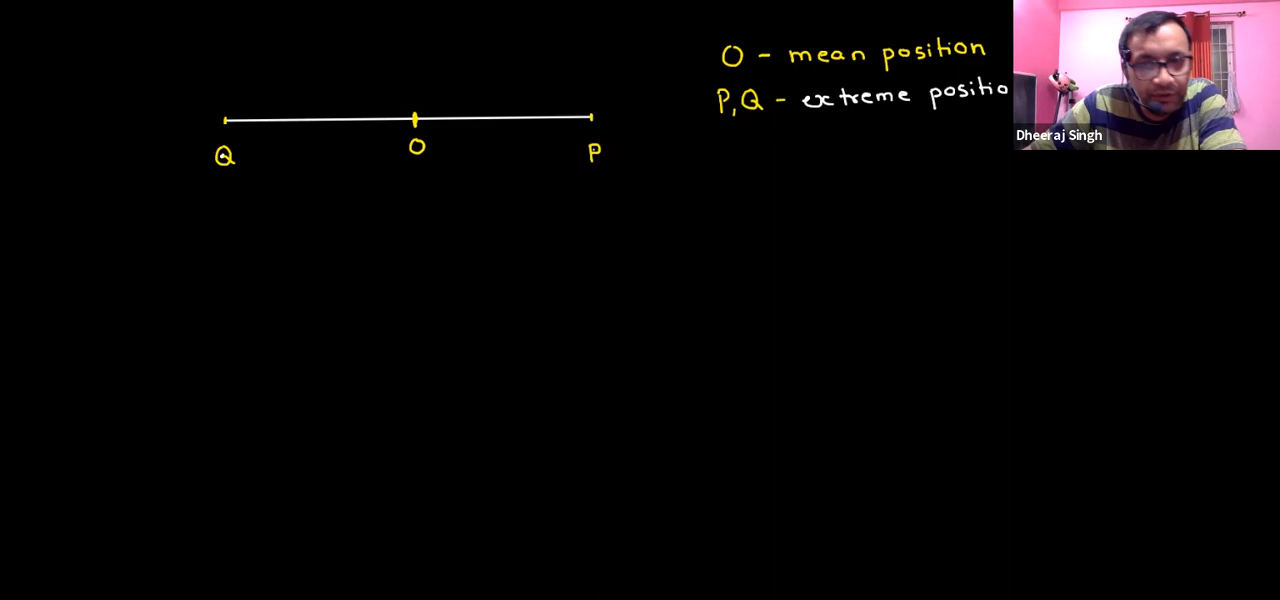 O - mean position
P,Q - extreme positio
Q O P
Dheeraj Singh